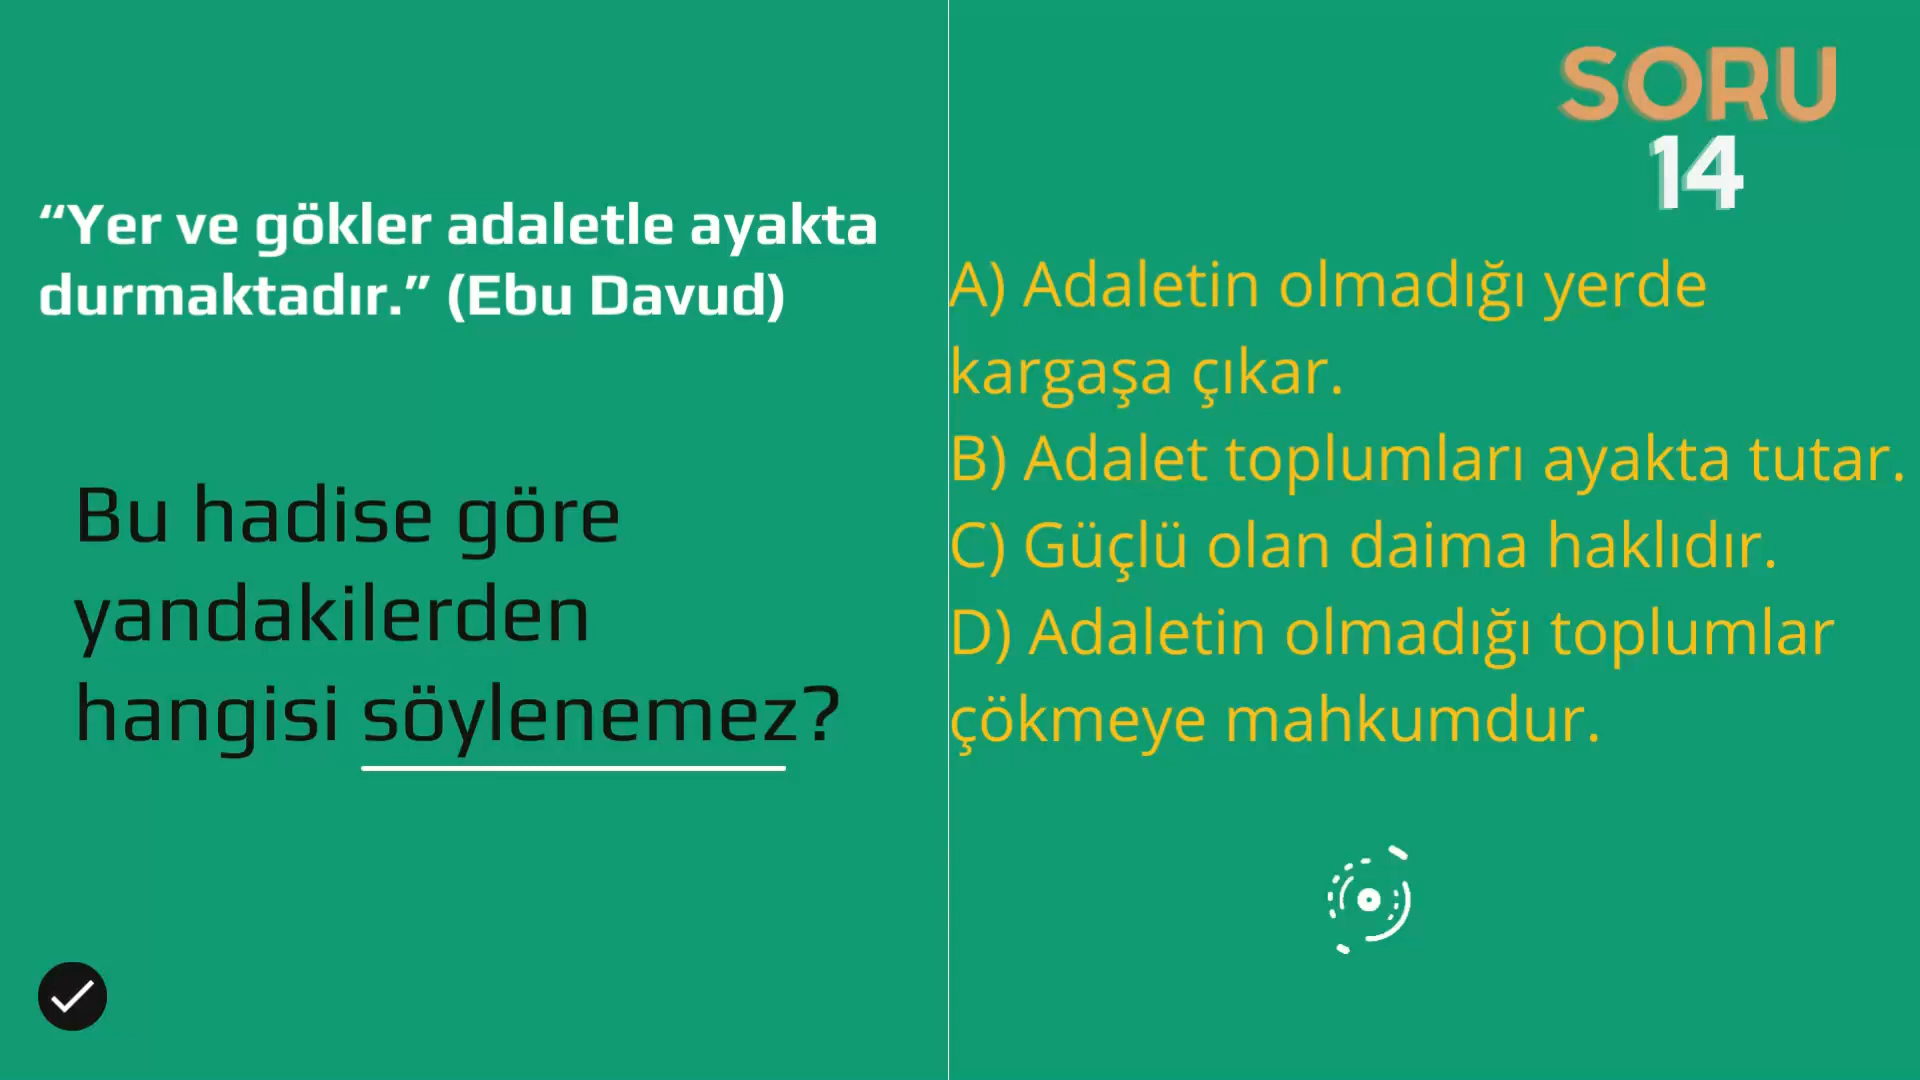 SORU
14
“Yer ve gökler adaletle ayakta
durmaktadır.” (Ebu Davud)
Bu hadise göre
yandakilerden
hangisi söylenemez?
A) Adaletin olmadığı yerde
kargaşa çıkar.
B) Adalet toplumları ayakta tutar.
C) Güçlü olan daima haklıdır.
D) Adaletin olmadığı toplumlar
çökmeye mahkumdur.